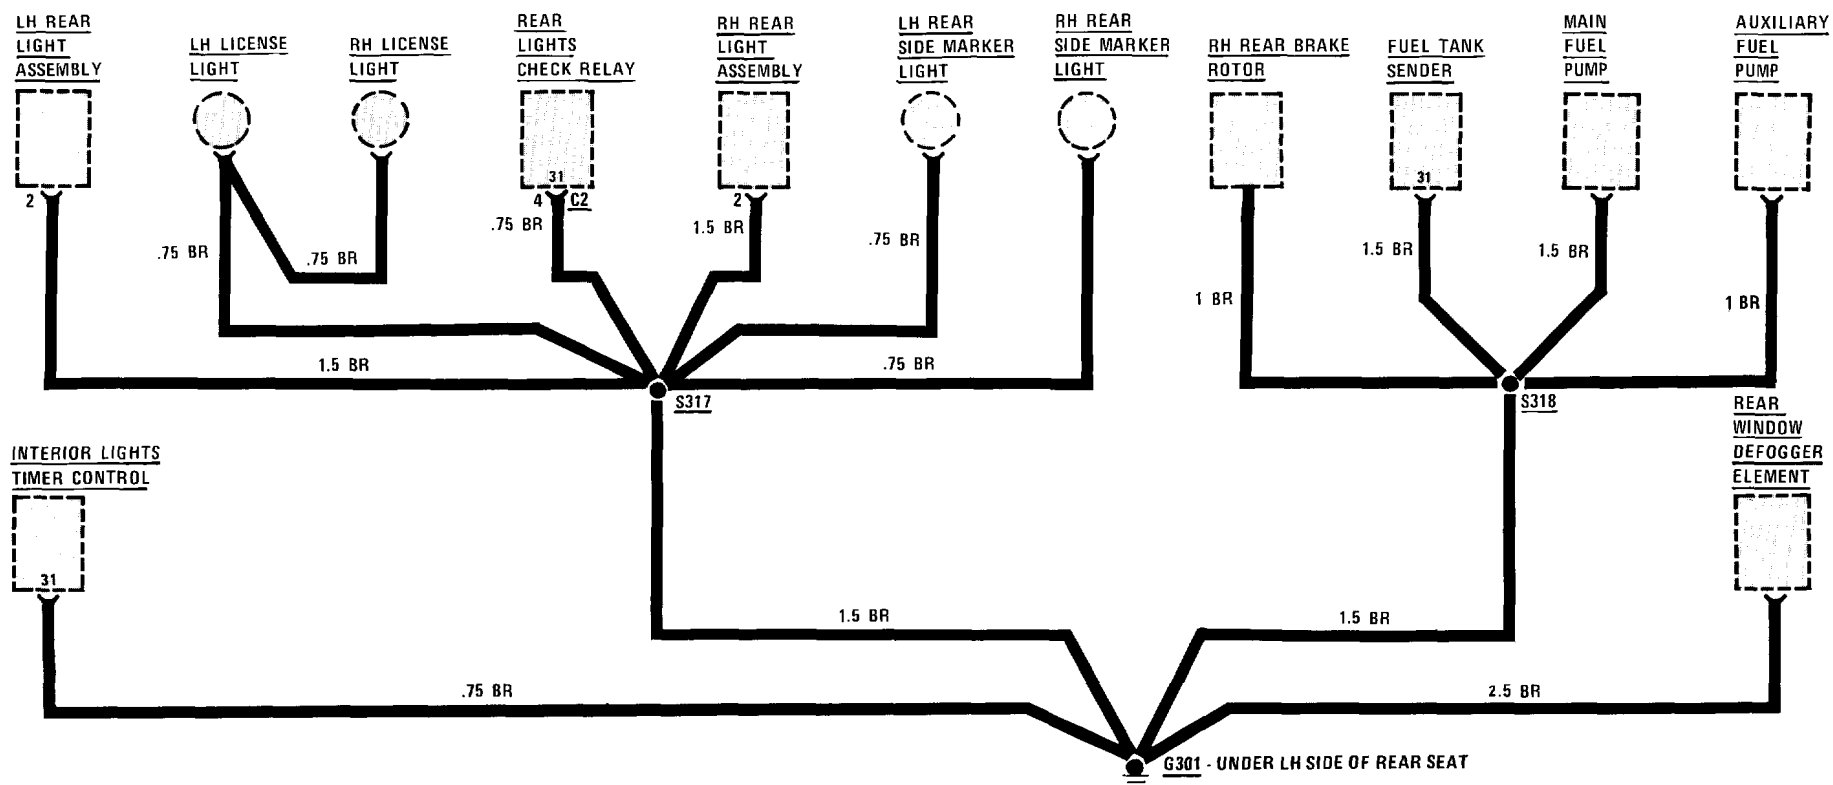 LH REAR
LIGHT
ASSEMBLY
LH LICENSE
LIGHT
RH LICENSE
LIGHT
REAR
LIGHTS
CHECK RELAY
RH REAR
LIGHT
ASSEMBLY
LH REAR
SIDE MARKER
LIGHT
RH REAR
SIDE MARKER
LIGHT
RH REAR BRAKE
ROTOR
FUEL TANK
SENDER
MAIN
FUEL
PUMP
AUXILIARY
FUEL
PUMP
31
31
2
4
C2
2
.75 BR
.75 BR
.75 BR
1.5 BR
.75 BR
1 BR
1.5 BR
1.5 BR
1 BR
1.5 BR
.75 BR
S317
S318
INTERIOR LIGHTS
TIMER CONTROL
REAR
WINDOW
DEFOGGER
ELEMENT
31
1.5 BR
1.5 BR
.75 BR
2.5 BR
G301 - UNDER LH SIDE OF REAR SEAT